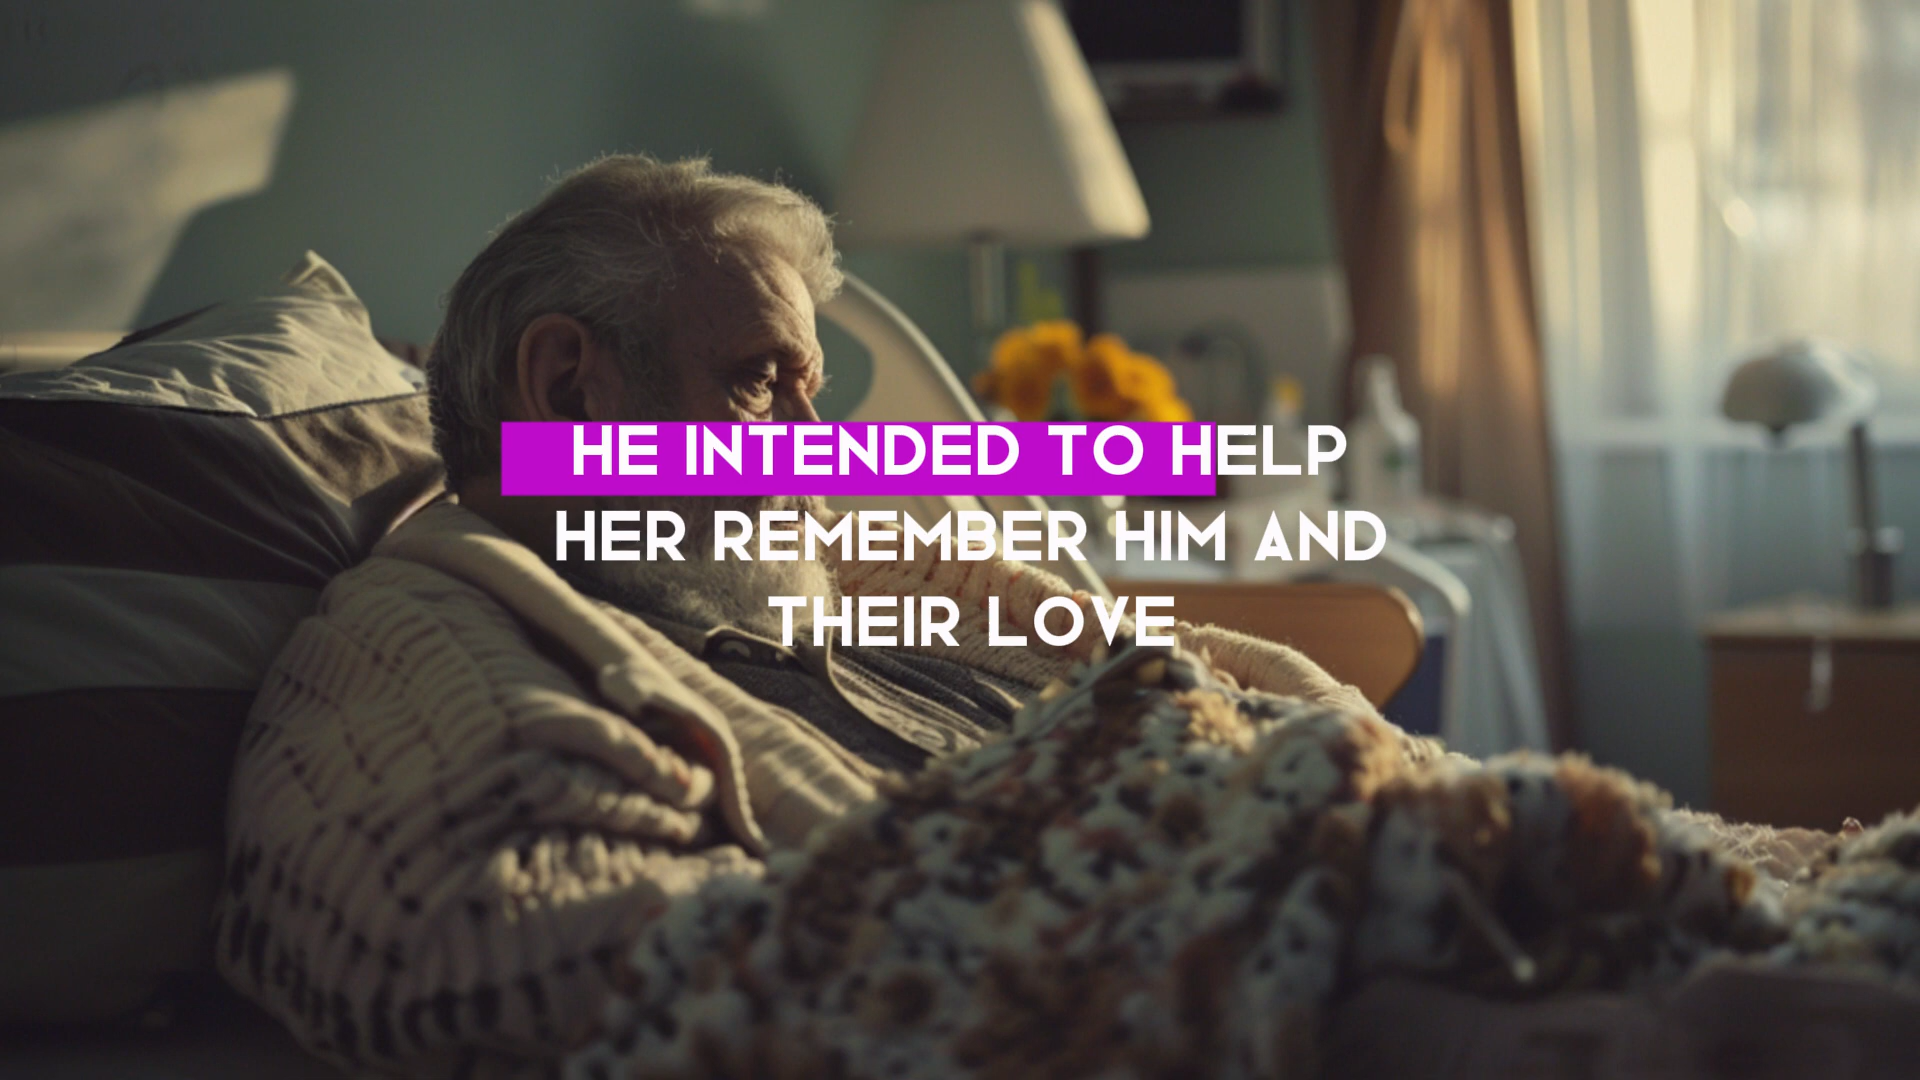 HE INTENDED TO HELP
HER REMEMBER HIM AND
THEIR LOVE